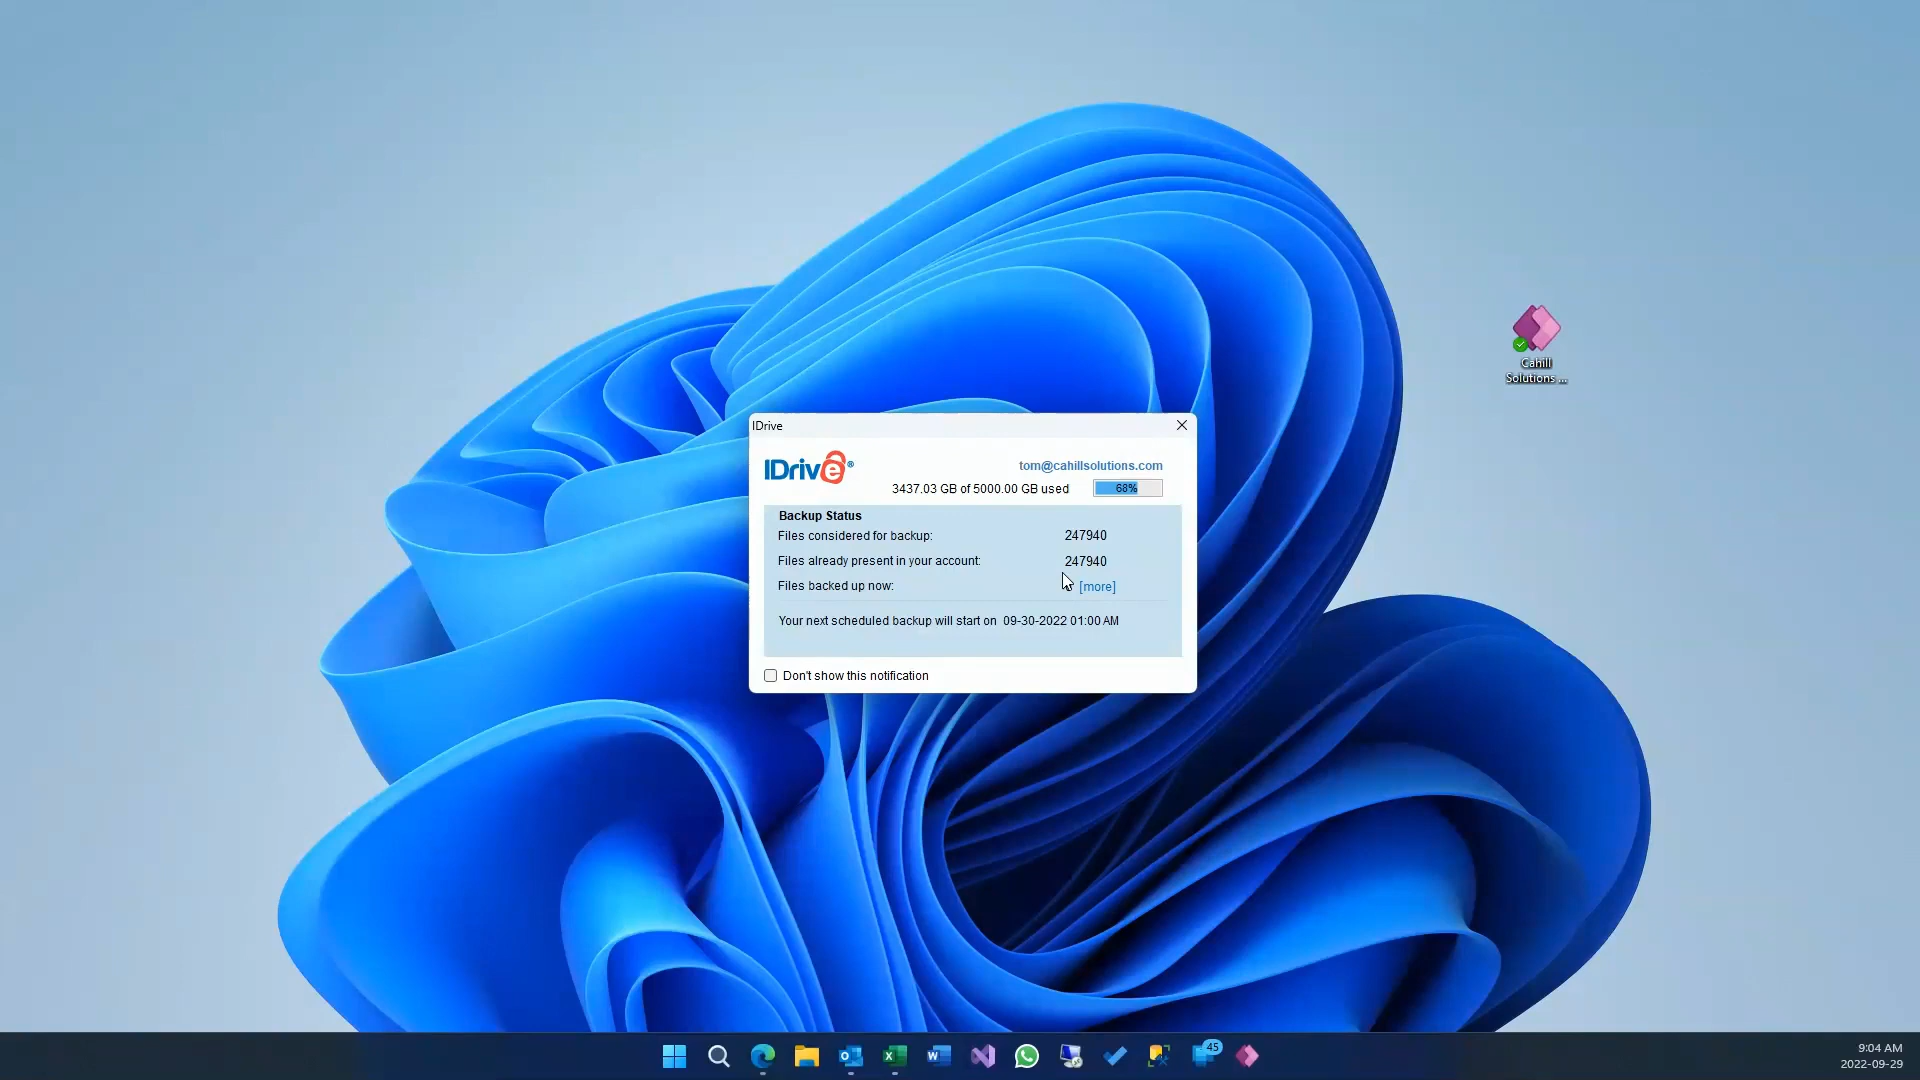 Cahill
Solutions ...
IDrive
IDrive®
tom@cahillsolutions.com
3437.03 GB of 5000.00 GB used 68%
Backup Status
Files considered for backup: 247940
Files already present in your account: 247940
Files backed up now: [more]
Your next scheduled backup will start on 09-30-2022 01:00 AM
Don't show this notification
45
9:04 AM
2022-09-29